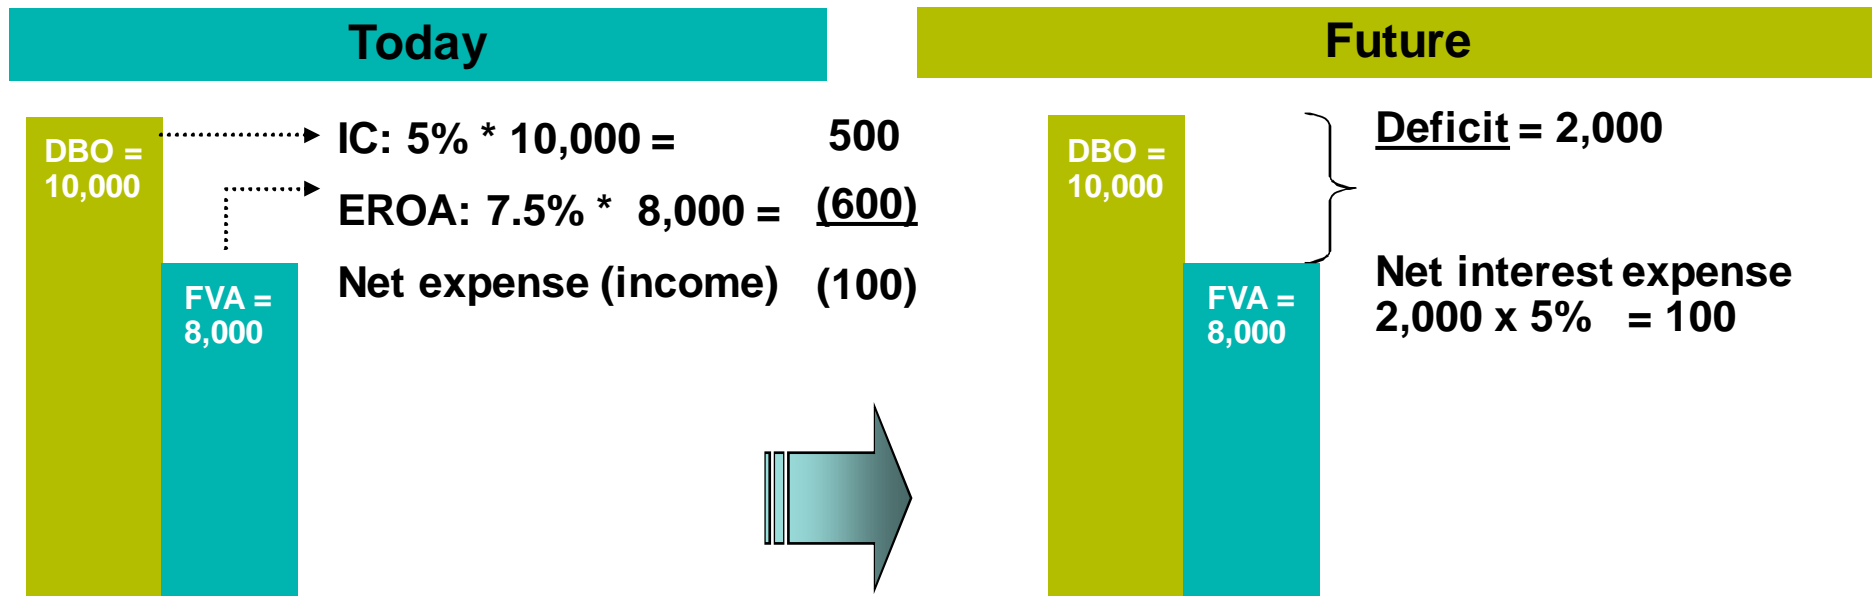 Today
DBO =
10,000
IC: 5% * 10,000 = 500
EROA: 7.5% * 8,000 = (600)
Net expense (income) (100)
FVA =
8,000
Future
DBO =
10,000
Deficit = 2,000
FVA =
8,000
Net interest expense
2,000 x 5% = 100